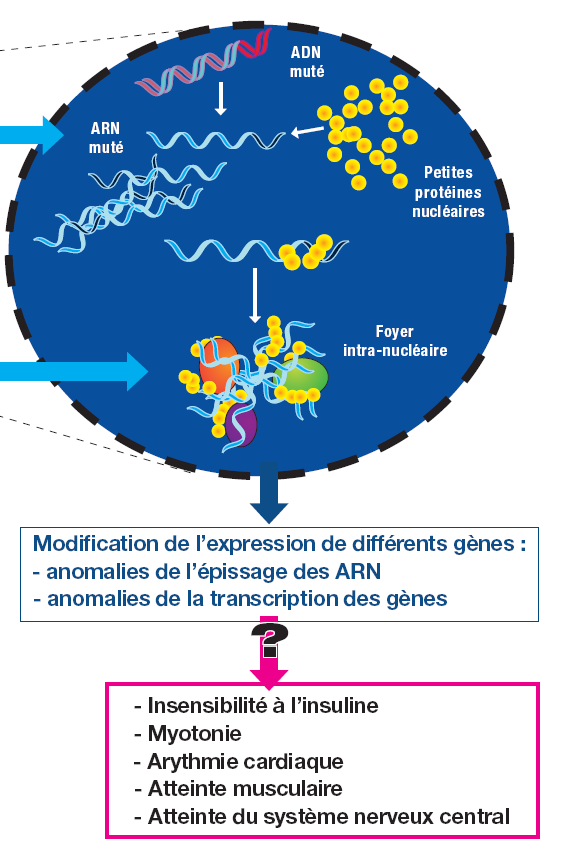 ADN
muté
ARN
muté
Petites
protéines
nucléaires
Foyer
intra-nucléaire
Modification de l'expression de différents gènes :
- anomalies de l'épissage des ARN
- anomalies de la transcription des gènes
?
- Insensibilité à l'insuline
- Myotonie
- Arythmie cardiaque
- Atteinte musculaire
- Atteinte du système nerveux central